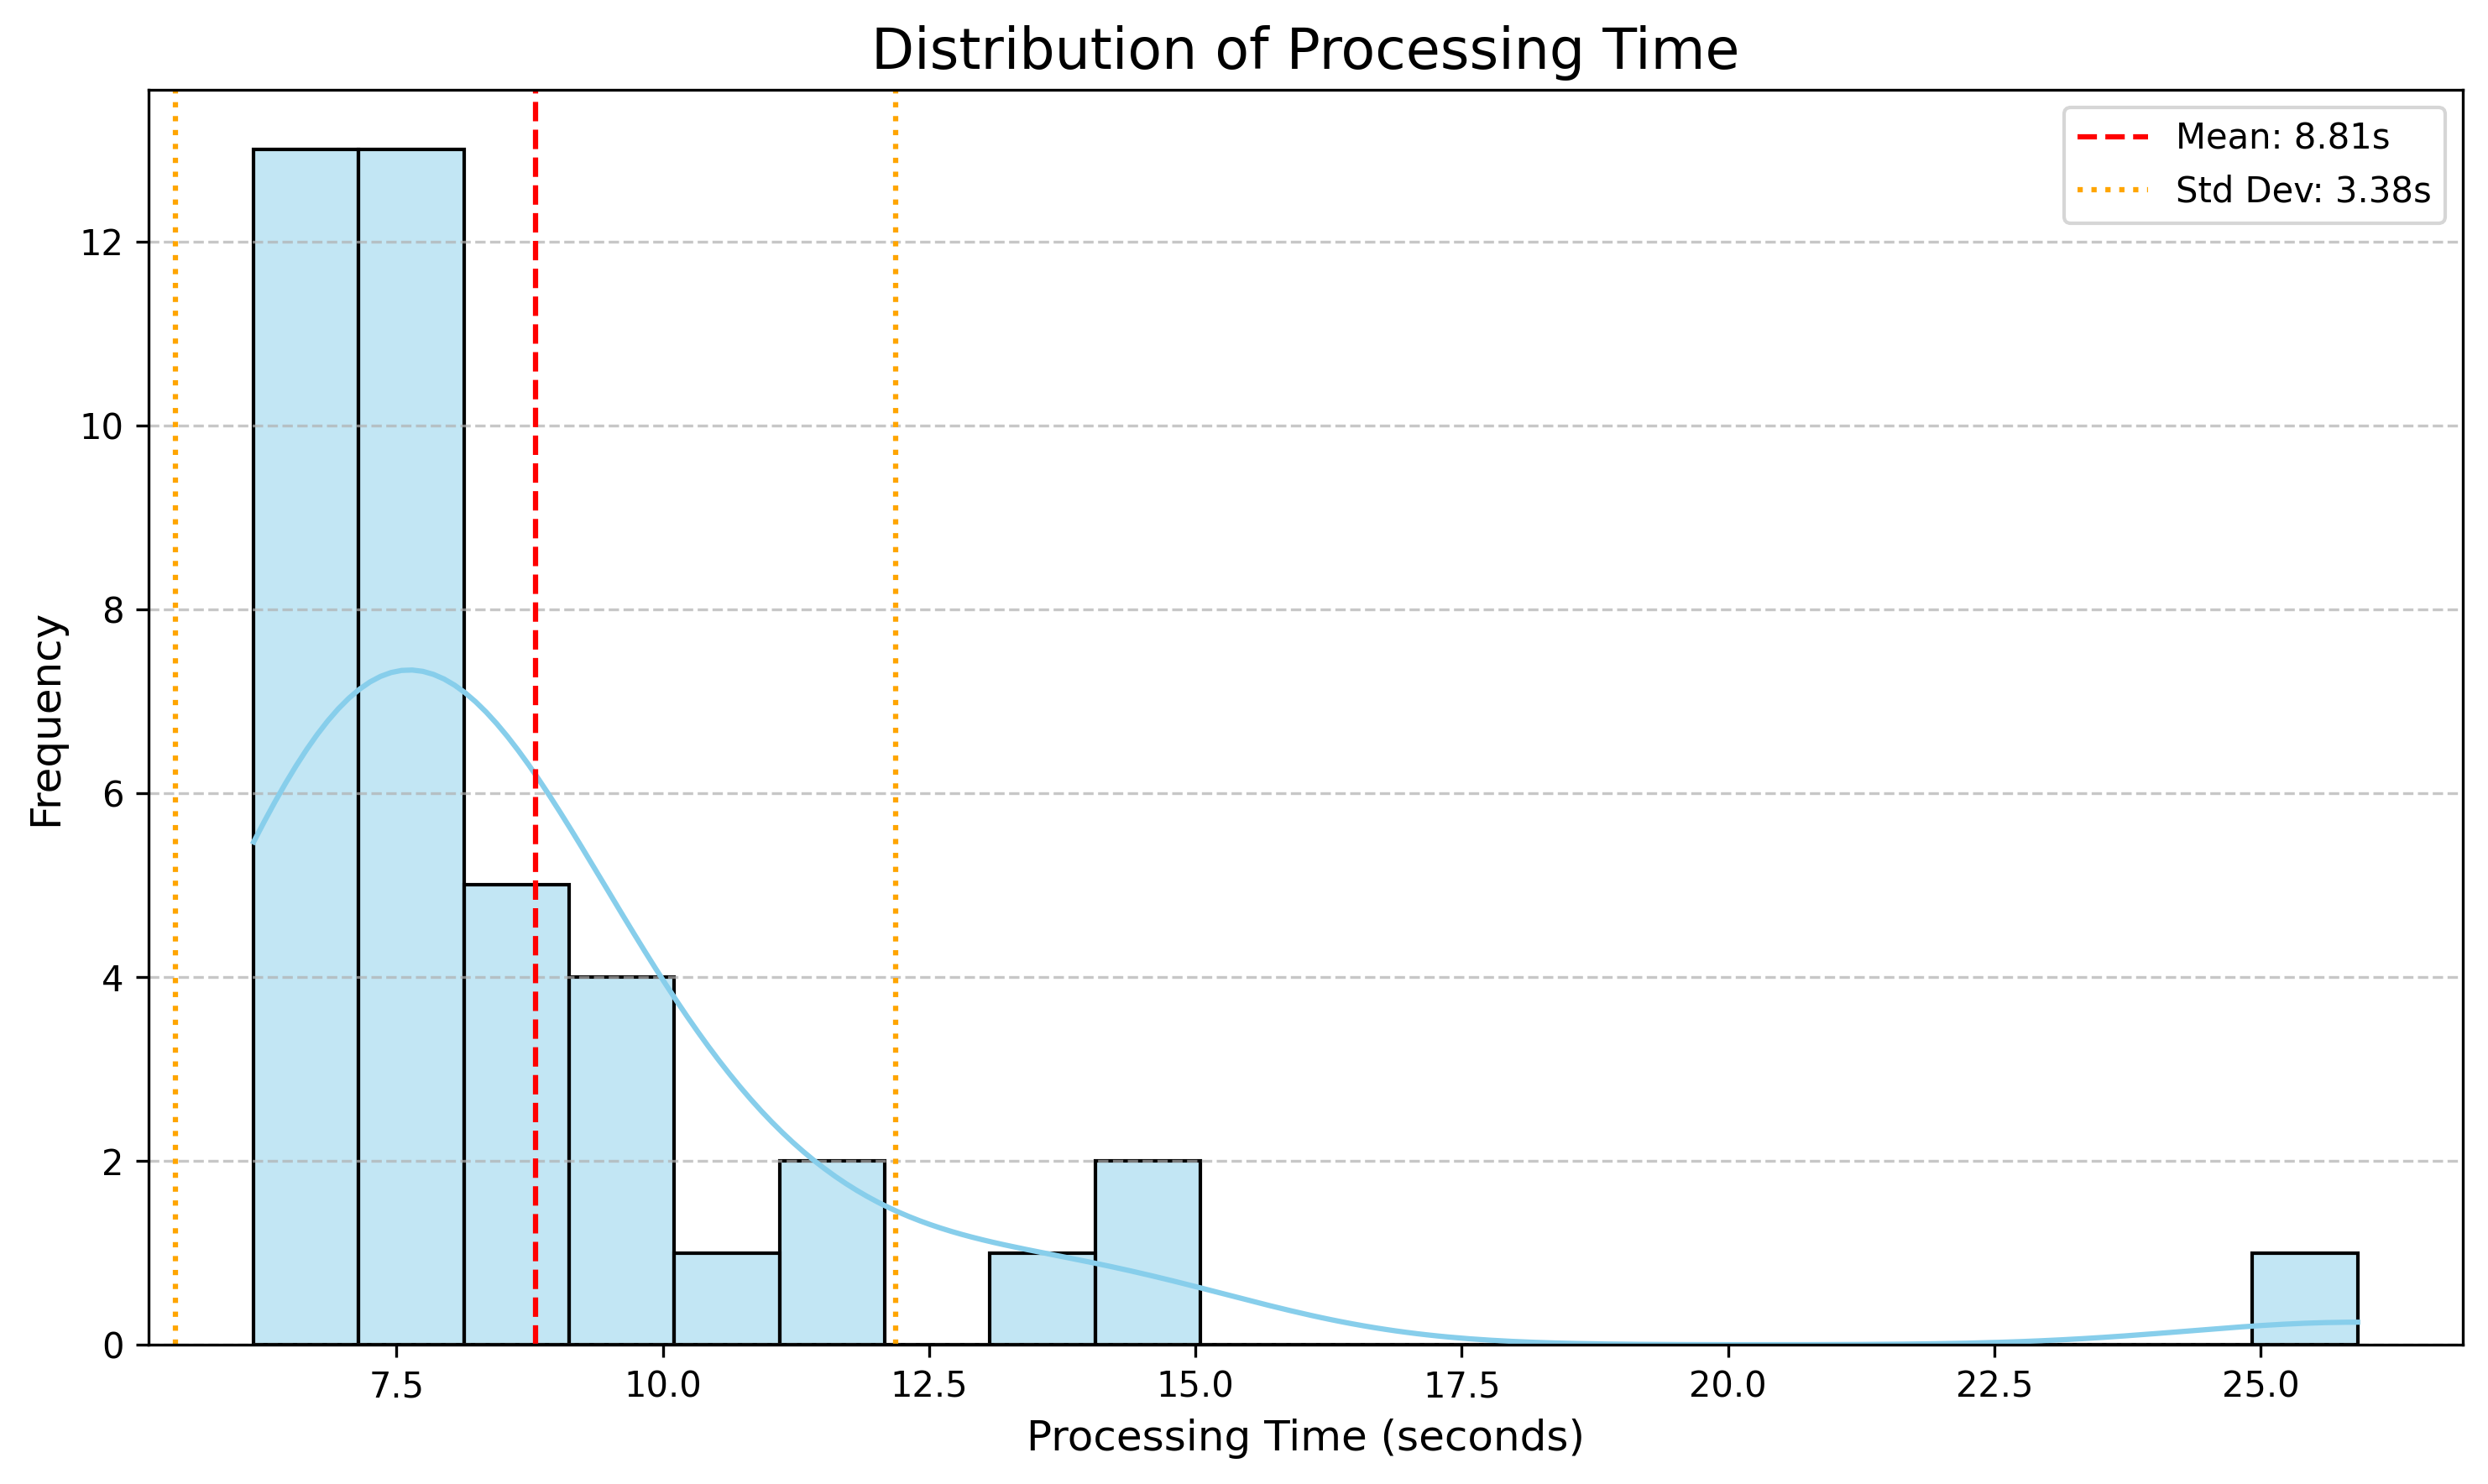 Distribution of Processing Time
Mean: 8.81s
Std Dev: 3.38s
Frequency
12
10
8
6
4
2
0
7.5 10.0 12.5 15.0 17.5 20.0 22.5 25.0
Processing Time (seconds)